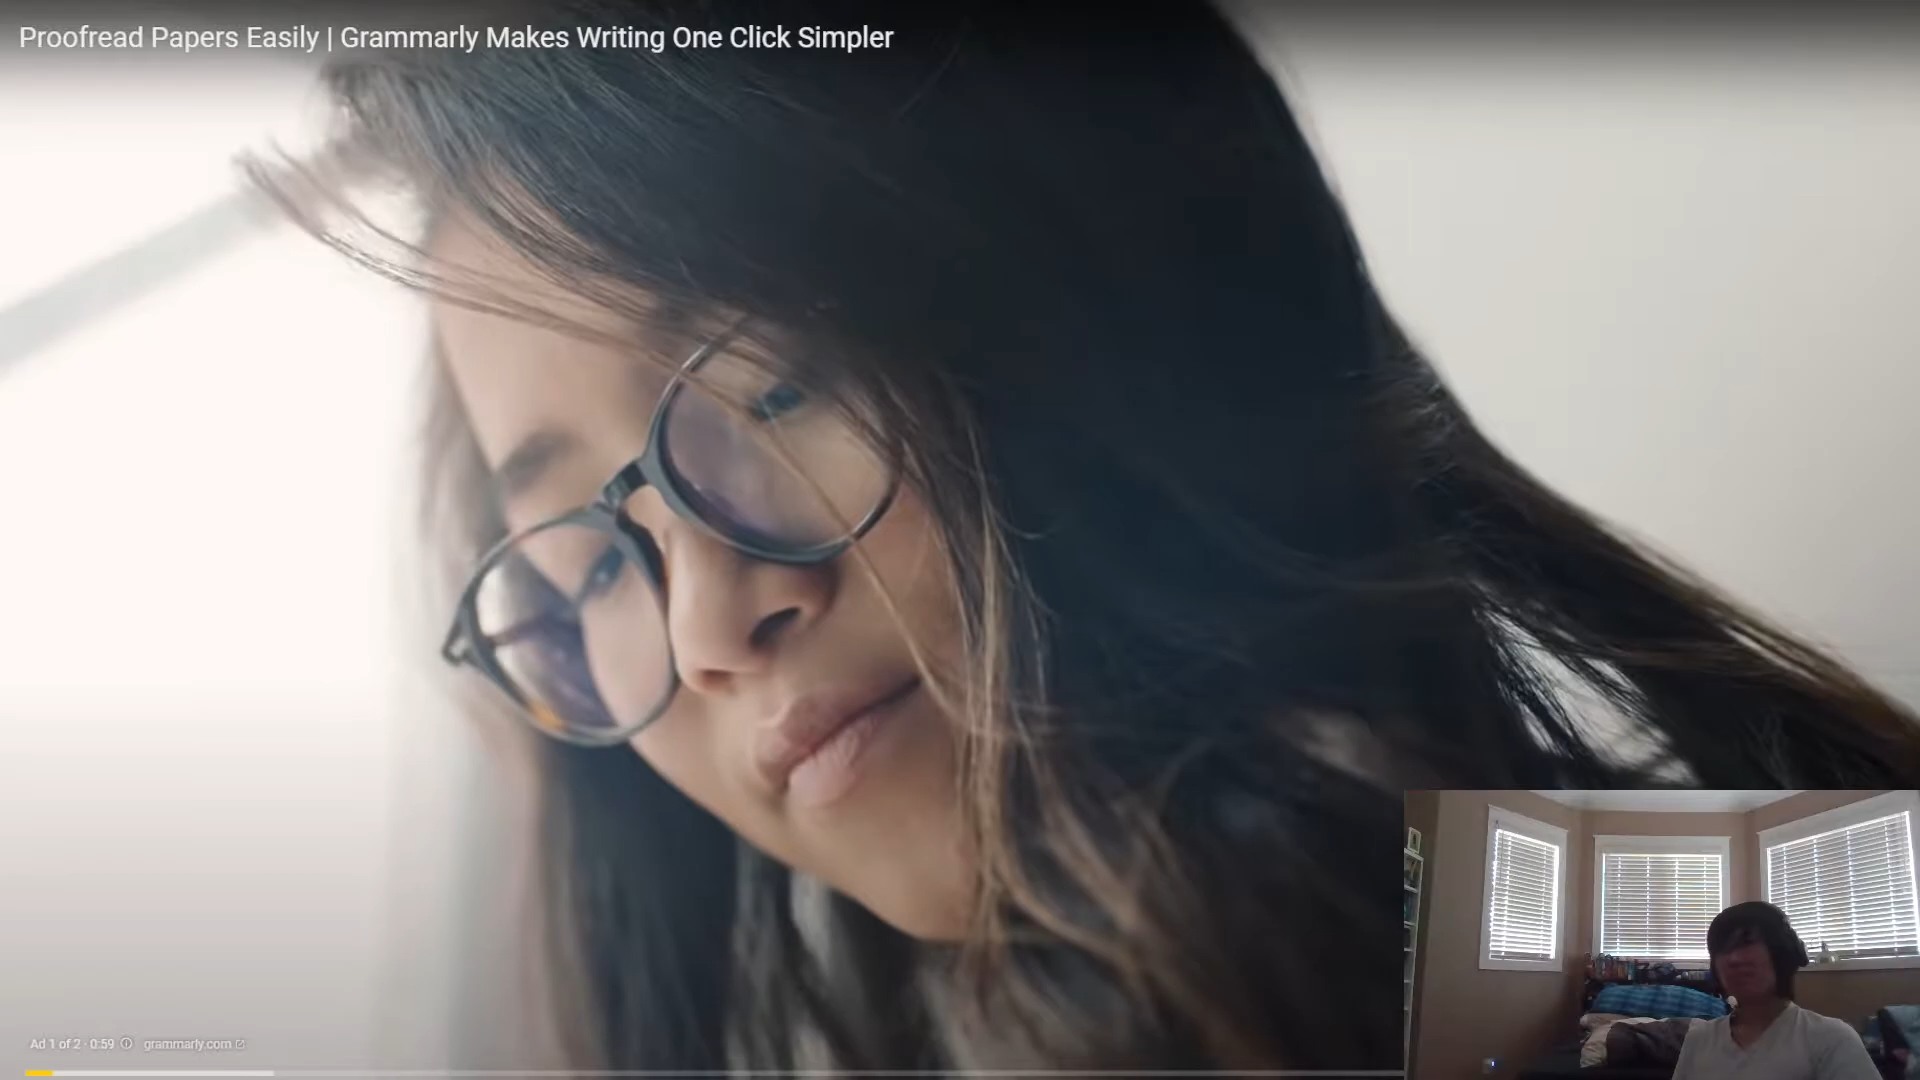 Proofread Papers Easily | Grammarly Makes Writing One Click Simpler
Ad 1 of 2 · 0:59 grammarly.com